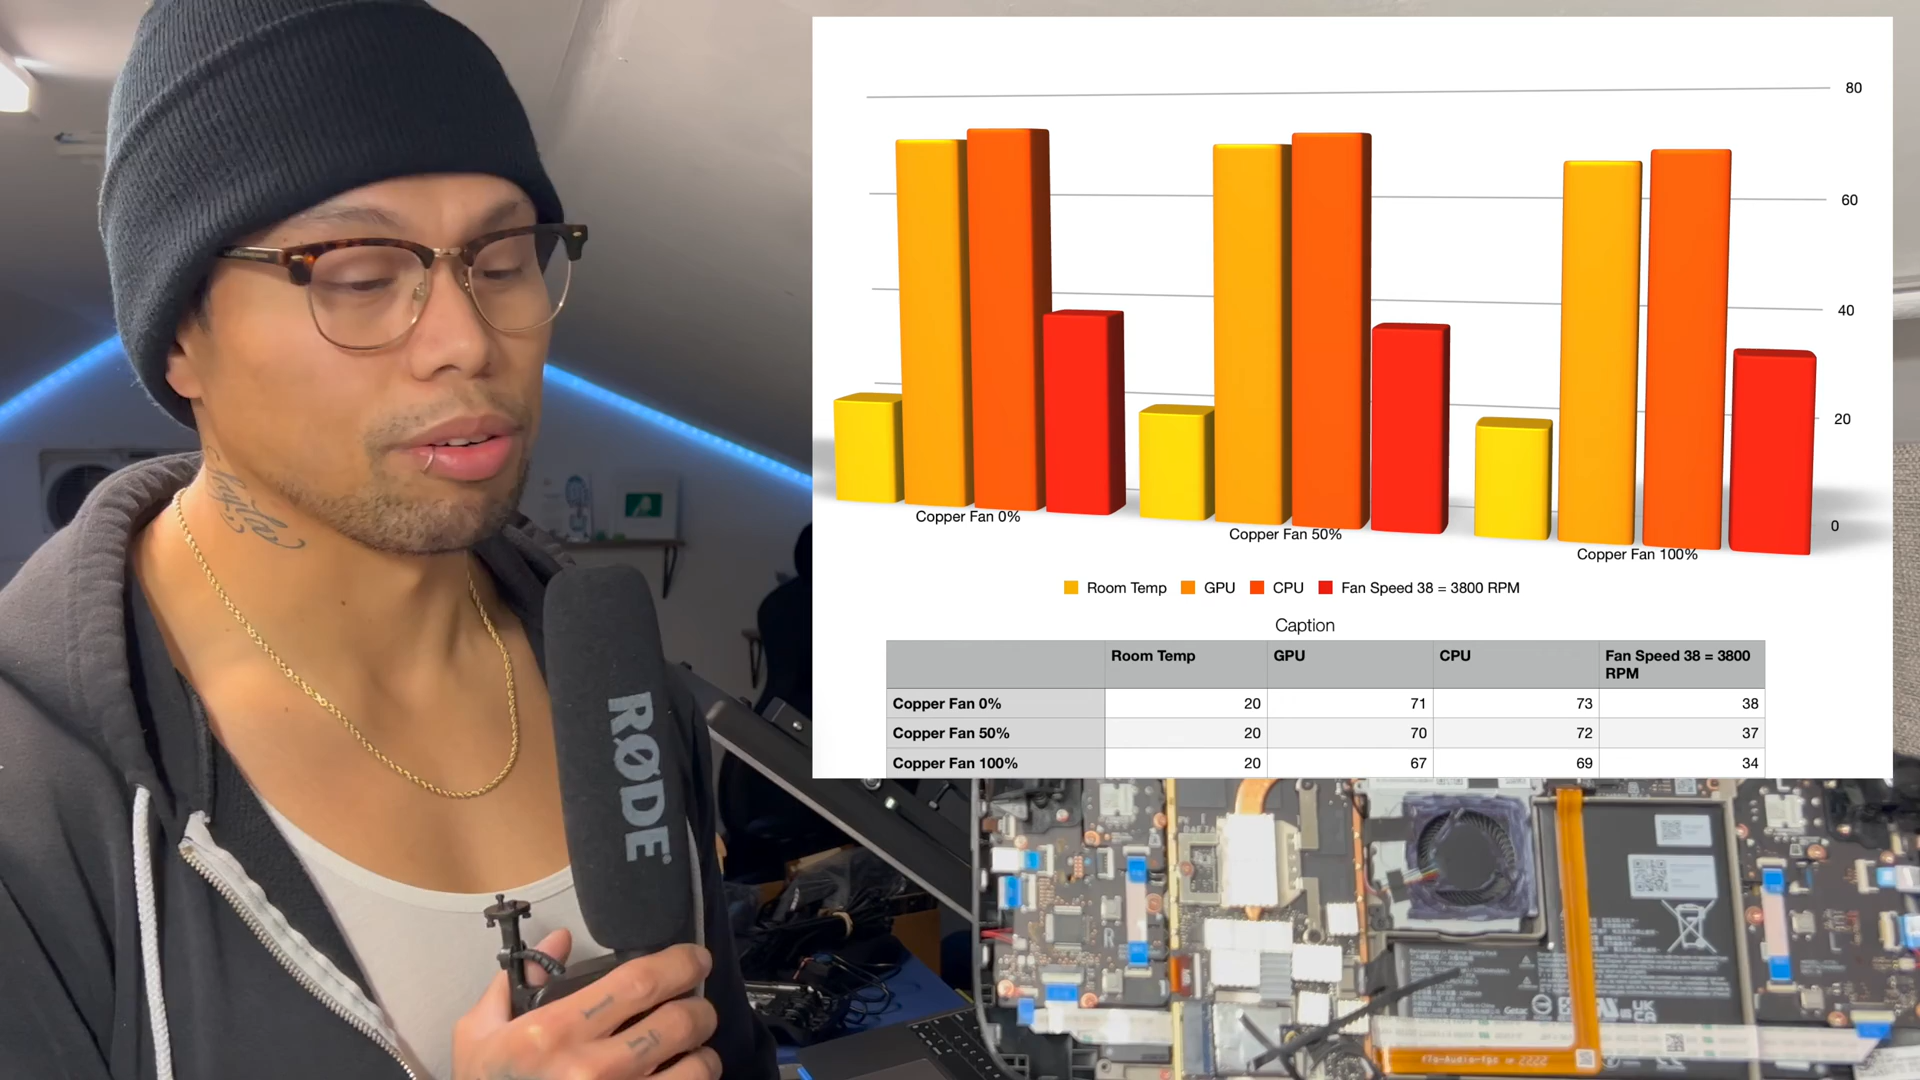 80
60
40
20
0
Copper Fan 0%
Copper Fan 50%
Copper Fan 100%
Room Temp GPU CPU Fan Speed 38 = 3800 RPM
Caption
Room Temp GPU CPU Fan Speed 38 = 3800
RPM
Copper Fan 0% 20 71 73 38
Copper Fan 50% 20 70 72 37
Copper Fan 100% 20 67 69 34
RØDE
R
L
UK